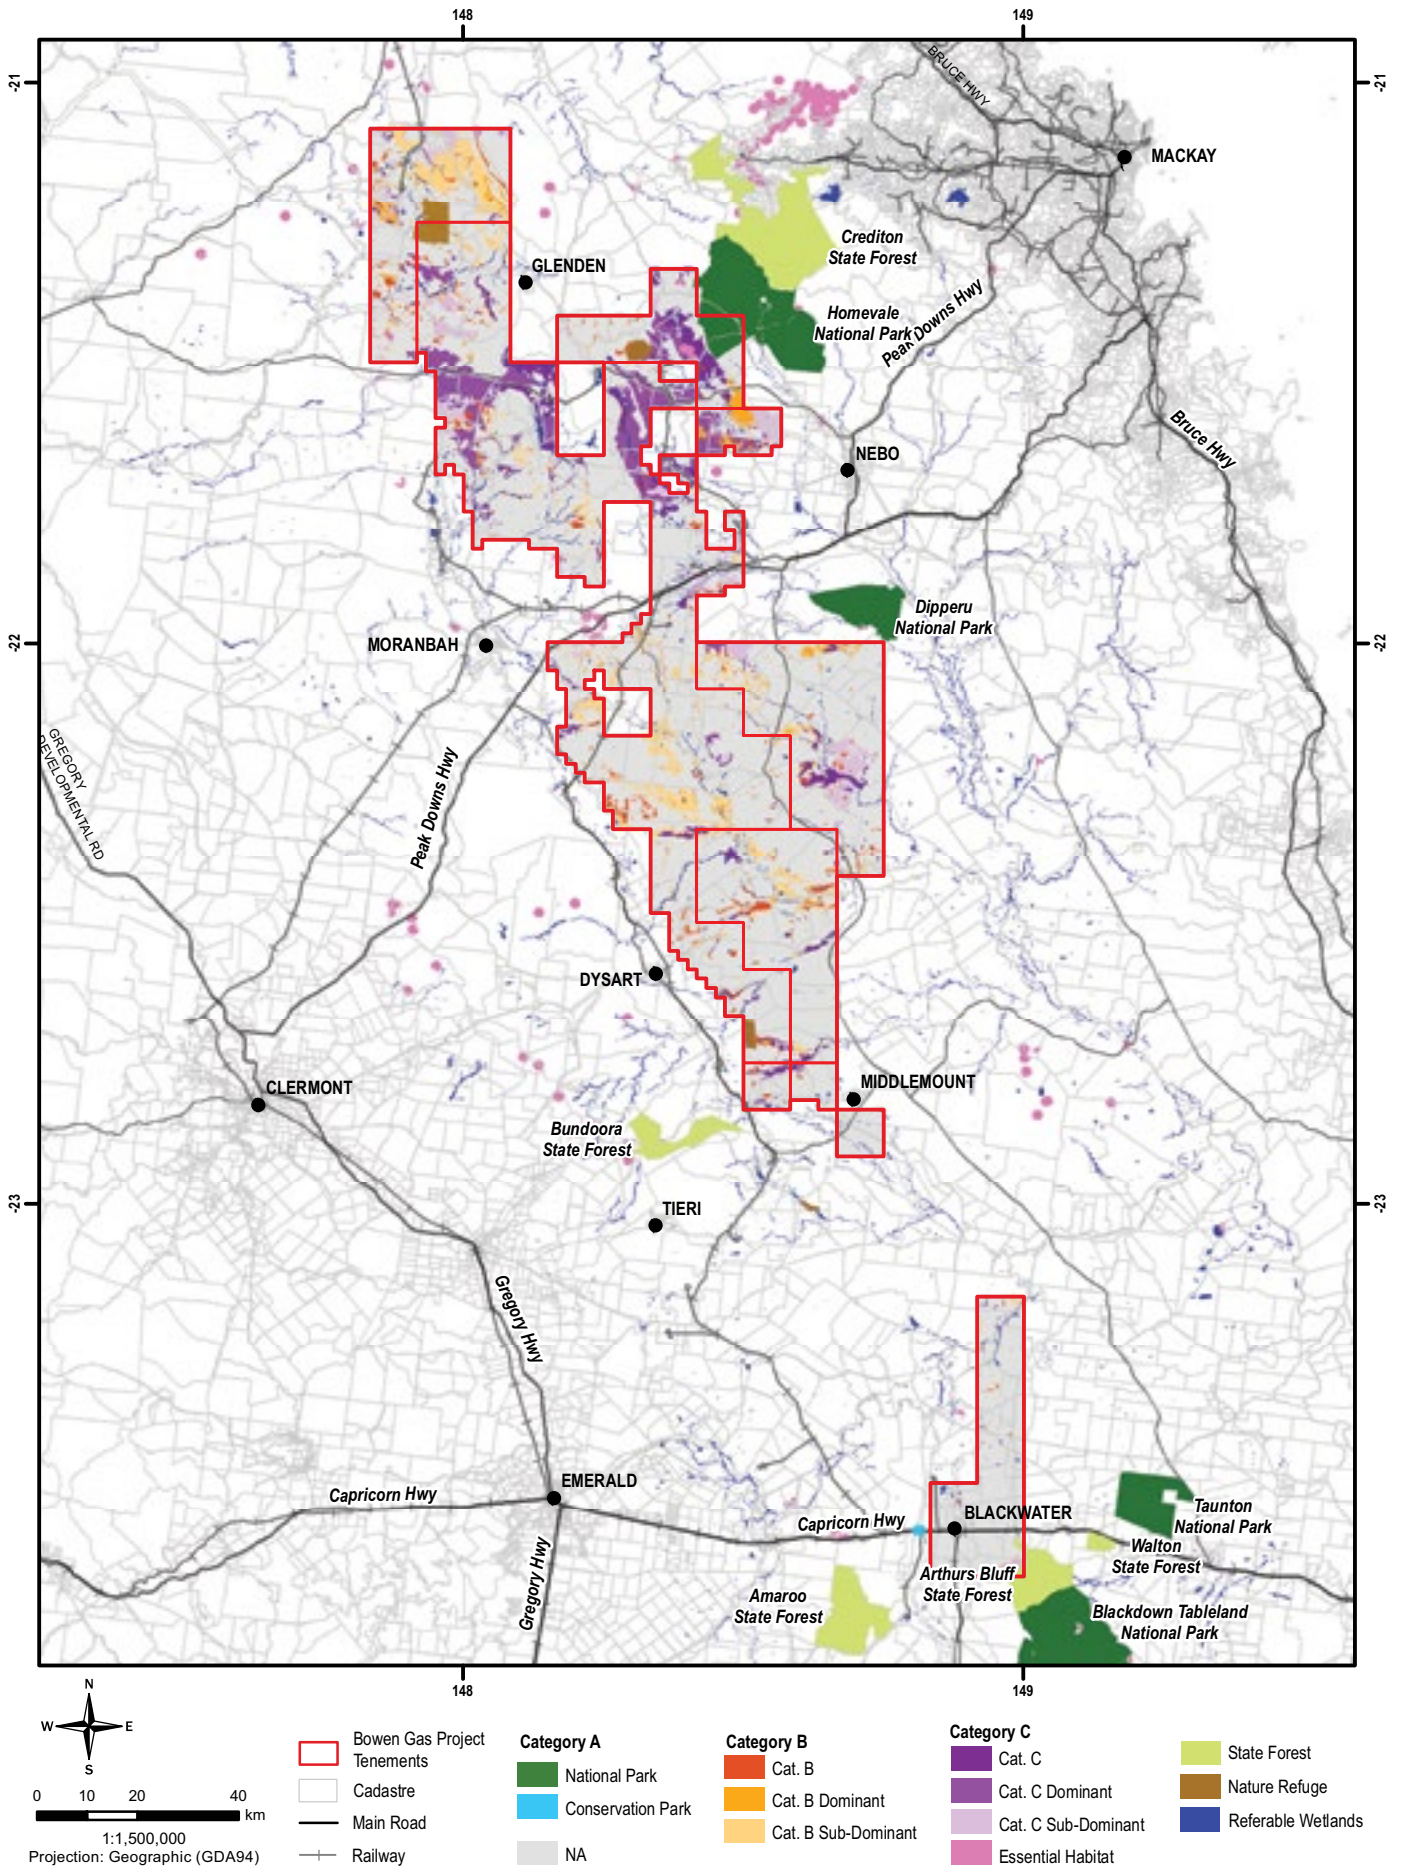 148
149
-21
-21
BRUCE HWY
MACKAY
Crediton
State Forest
GLENDEN
Homevale
National Park
Peak Downs Hwy
Bruce Hwy
NEBO
Dipperu
National Park
-22
-22
MORANBAH
GREGORY
DEVELOPMENTAL RD
Peak Downs Hwy
DYSART
MIDDLEMOUNT
CLERMONT
Bundoora
State Forest
-23
-23
TIERI
Gregory Hwy
EMERALD
Capricorn Hwy
Capricorn Hwy
BLACKWATER
Taunton
National Park
Walton
State Forest
Gregory Hwy
Arthurs Bluff
State Forest
Amaroo
State Forest
Blackdown Tableland
National Park
148
149
N
W
E
S
0 10 20 40
km
1:1,500,000
Projection: Geographic (GDA94)
Bowen Gas Project
Tenements
Cadastre
Main Road
Railway
Category A
National Park
Conservation Park
NA
Category B
Cat. B
Cat. B Dominant
Cat. B Sub-Dominant
Category C
Cat. C
Cat. C Dominant
Cat. C Sub-Dominant
Essential Habitat
State Forest
Nature Refuge
Referable Wetlands